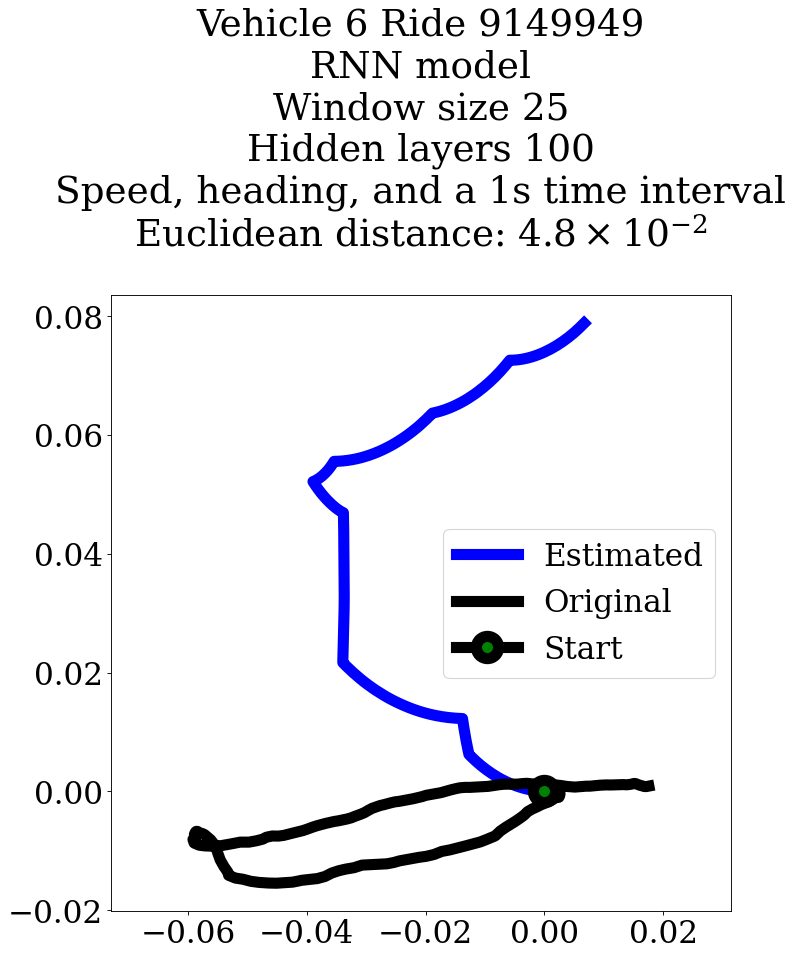 Vehicle 6 Ride 9149949
RNN model
Window size 25
Hidden layers 100
Speed, heading, and a 1s time interval
Euclidean distance: $4.8 \times 10^{-2}$
0.08
0.06
0.04
0.02
0.00
−0.02
Estimated
Original
Start
−0.06 −0.04 −0.02 0.00 0.02